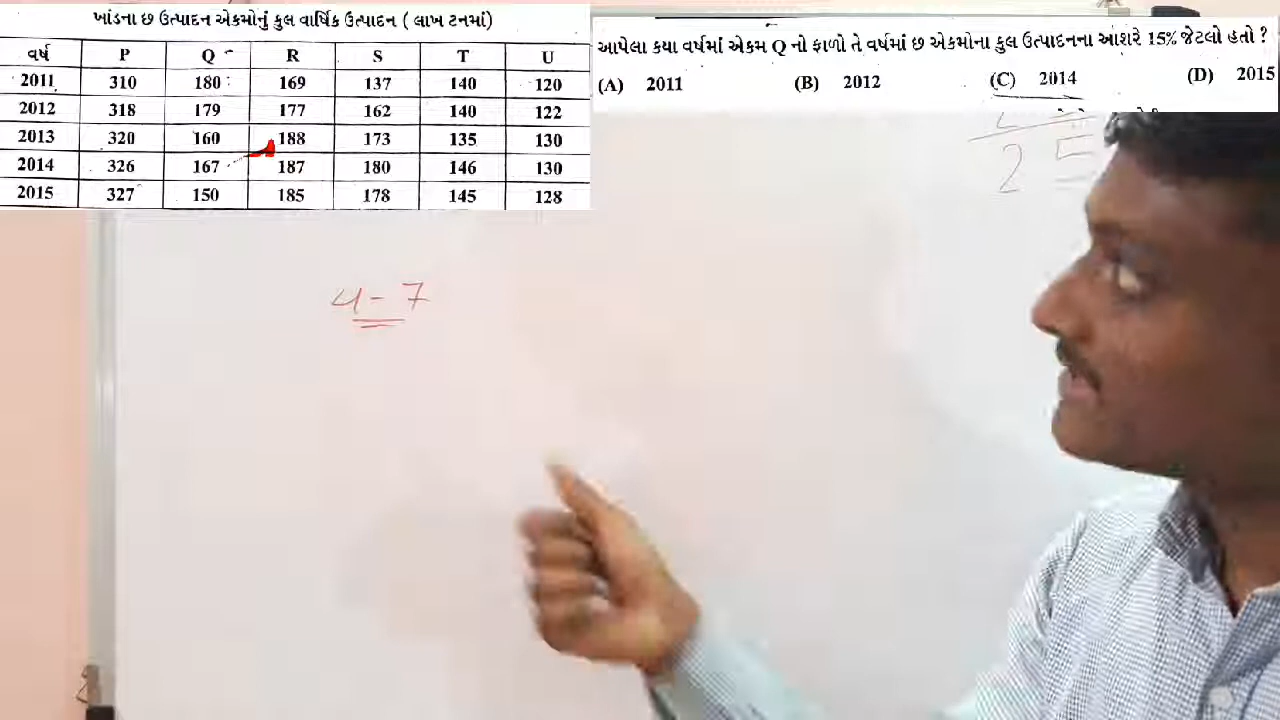 ખાંડના છ ઉત્પાદન એકમોનું કુલ વાર્ષિક ઉત્પાદન ( લાખ ટનમાં)
વર્ષ P Q R S T U
2011 310 180 169 137 140 120
2012 318 179 177 162 140 122
2013 320 160 188 173 135 130
2014 326 167 187 180 146 130
2015 327 150 185 178 145 128
આપેલા કયા વર્ષમાં એકમ Q નો ફાળો તે વર્ષમાં છ એકમોના કુલ ઉત્પાદનના આશરે 15% જેટલો હતો ?
(A) 2011 (B) 2012 (C) 2014 (D) 2015
25
4-7